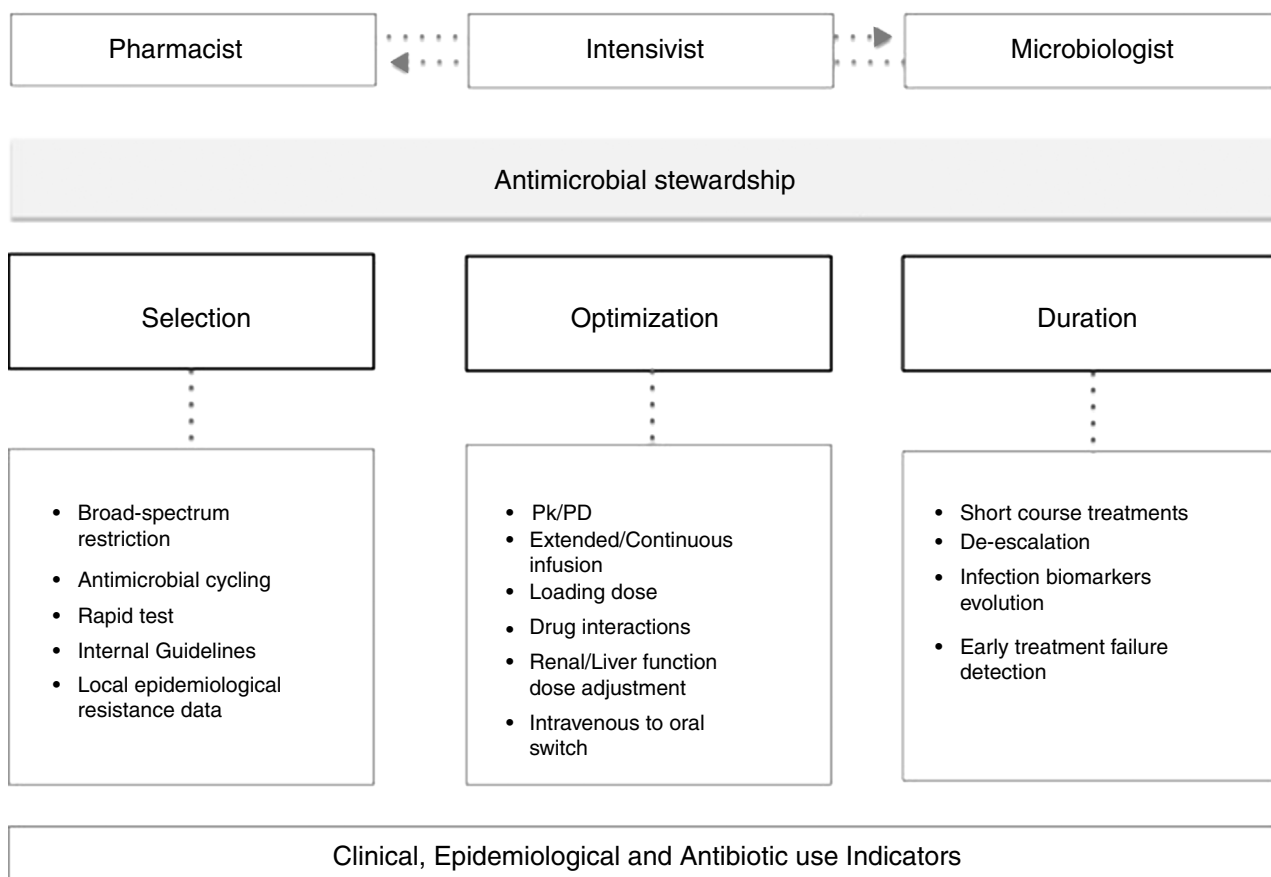 Pharmacist
Intensivist
Microbiologist
Antimicrobial stewardship
Selection
Optimization
Duration
• Broad-spectrum
restriction
• Antimicrobial cycling
• Rapid test
• Internal Guidelines
• Local epidemiological
resistance data
• Pk/PD
• Extended/Continuous
infusion
• Loading dose
• Drug interactions
• Renal/Liver function
dose adjustment
• Intravenous to oral
switch
• Short course treatments
• De-escalation
• Infection biomarkers
evolution
• Early treatment failure
detection
Clinical, Epidemiological and Antibiotic use Indicators